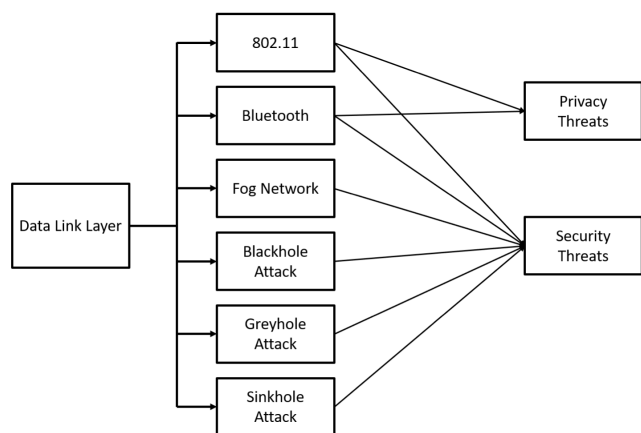 802.11
Bluetooth
Fog Network
Data Link Layer
Blackhole
Attack
Greyhole
Attack
Sinkhole
Attack
Privacy
Threats
Security
Threats